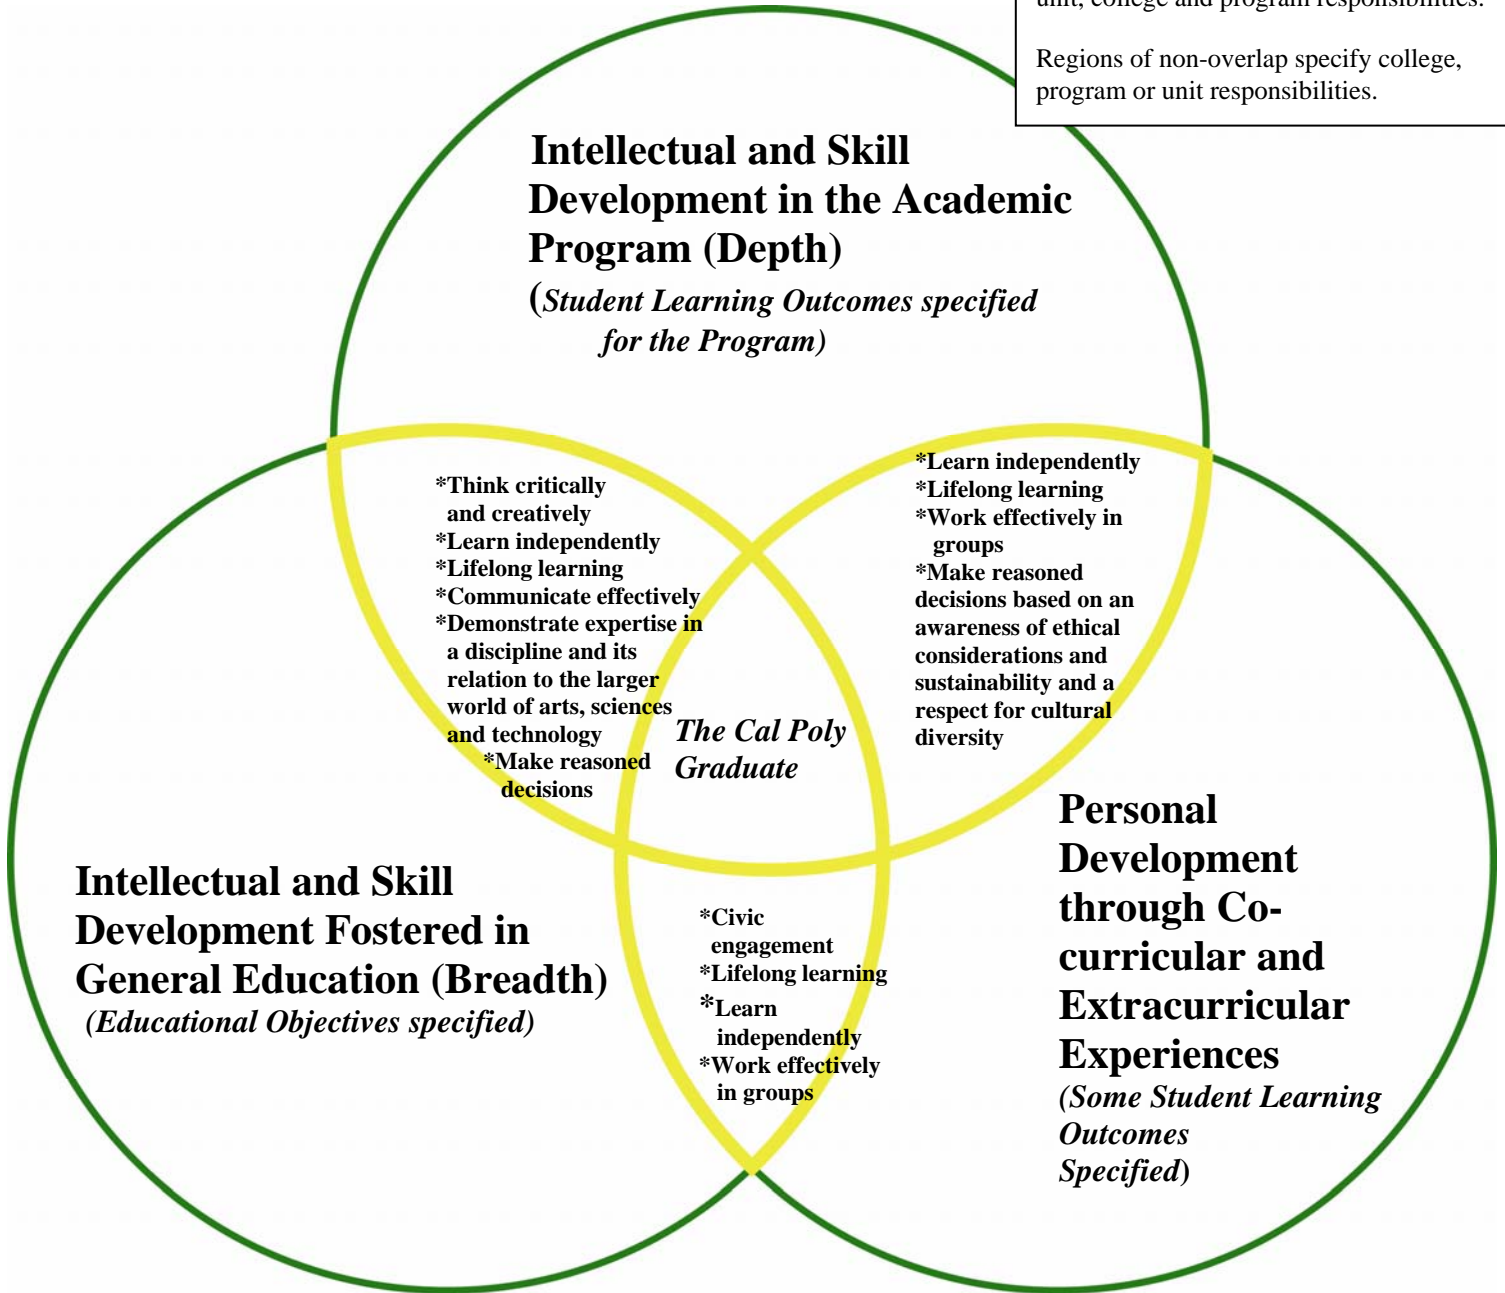 unit, college and program responsibilities.
Regions of non-overlap specify college,
program or unit responsibilities.
Intellectual and Skill
Development in the Academic
Program (Depth)
(Student Learning Outcomes specified
for the Program)
*Think critically
and creatively
*Learn independently
*Lifelong learning
*Communicate effectively
*Demonstrate expertise in
a discipline and its
relation to the larger
world of arts, sciences
and technology
*Make reasoned
decisions
*Learn independently
*Lifelong learning
*Work effectively in
groups
*Make reasoned
decisions based on an
awareness of ethical
considerations and
sustainability and a
respect for cultural
diversity
The Cal Poly
Graduate
Intellectual and Skill
Development Fostered in
General Education (Breadth)
(Educational Objectives specified)
*Civic
engagement
*Lifelong learning
*Learn
independently
*Work effectively
in groups
Personal
Development
through Co-
curricular and
Extracurricular
Experiences
(Some Student Learning
Outcomes
Specified)